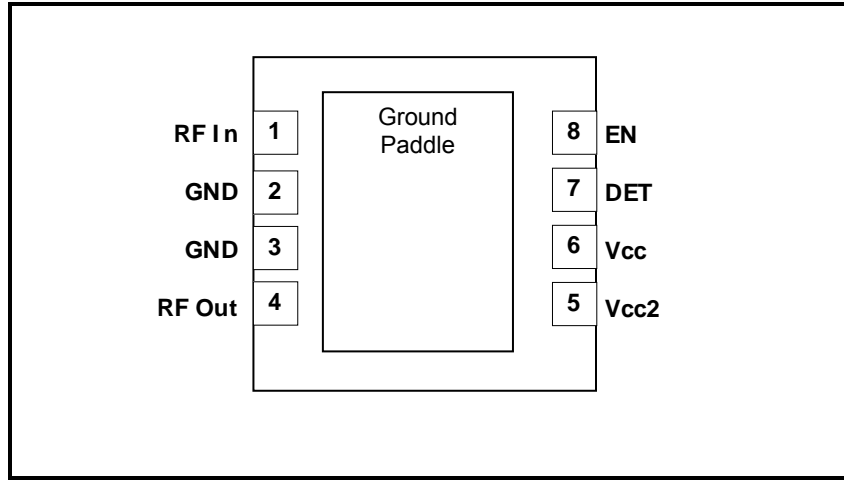 Ground
Paddle
RF In 1
GND 2
GND 3
RF Out 4
8 EN
7 DET
6 Vcc
5 Vcc2